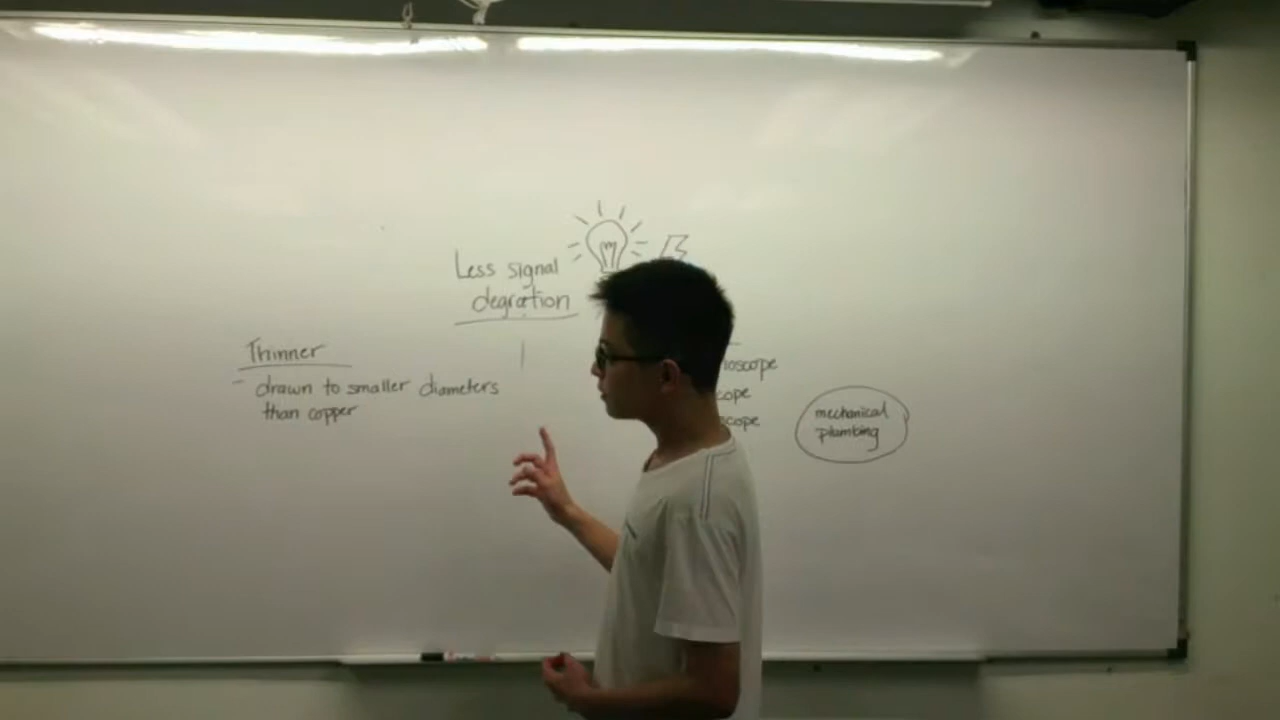 Less signal
degration
Thinner
- drawn to smaller diameters
than copper
mechanical
plumbing